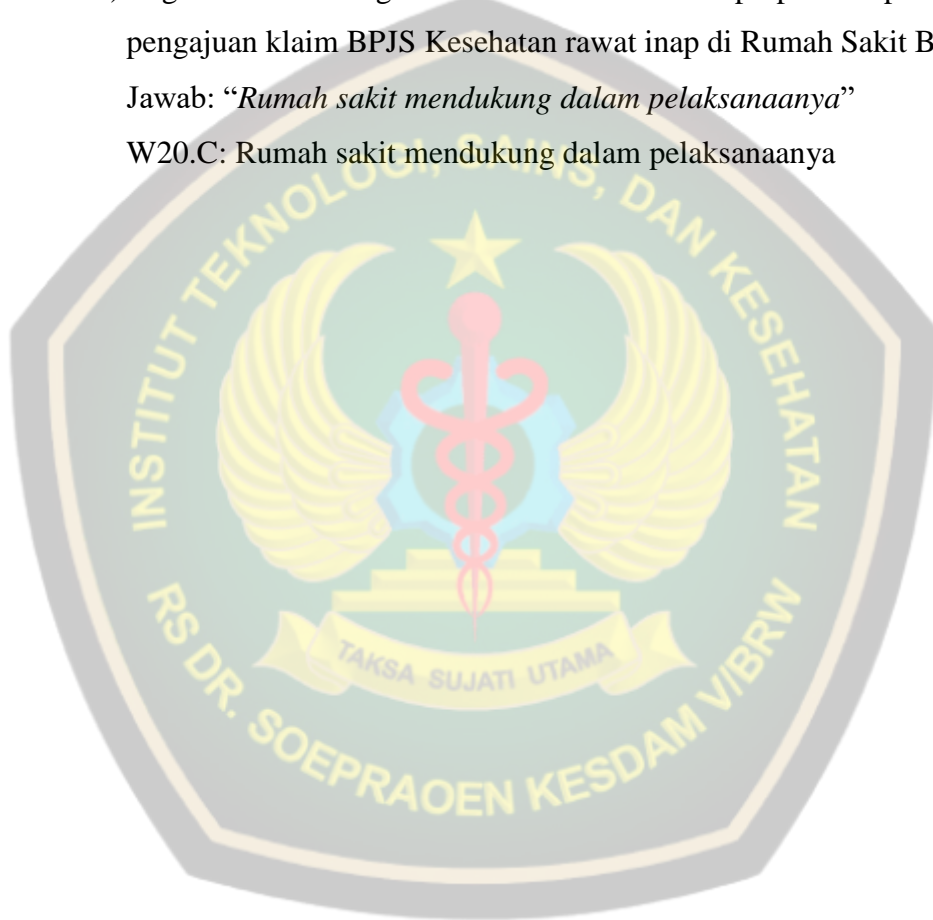 pengajuan klaim BPJS Kesehatan rawat inap di Rumah Sakit B
Jawab: “Rumah sakit mendukung dalam pelaksanaanya”
W20.C: Rumah sakit mendukung dalam pelaksanaanya
INSTITUT TEKNOLOGI, SAINS, DAN KESEHATAN
TAKSA SUJATI UTAMA
RS DR. SOEPRAOEN KESDAM V/BRW